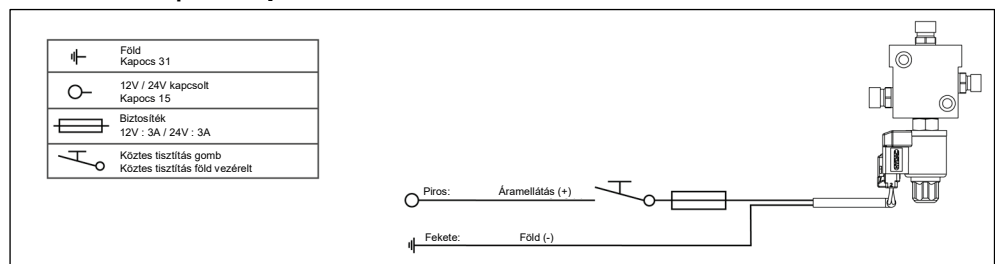 Föld
Kapocs 31
12V / 24V kapcsolt
Kapocs 15
Biztosíték
12V : 3A / 24V : 3A
Köztes tisztítás gomb
Köztes tisztítás föld vezérelt
Piros: Áramellátás (+)
Fekete: Föld (-)